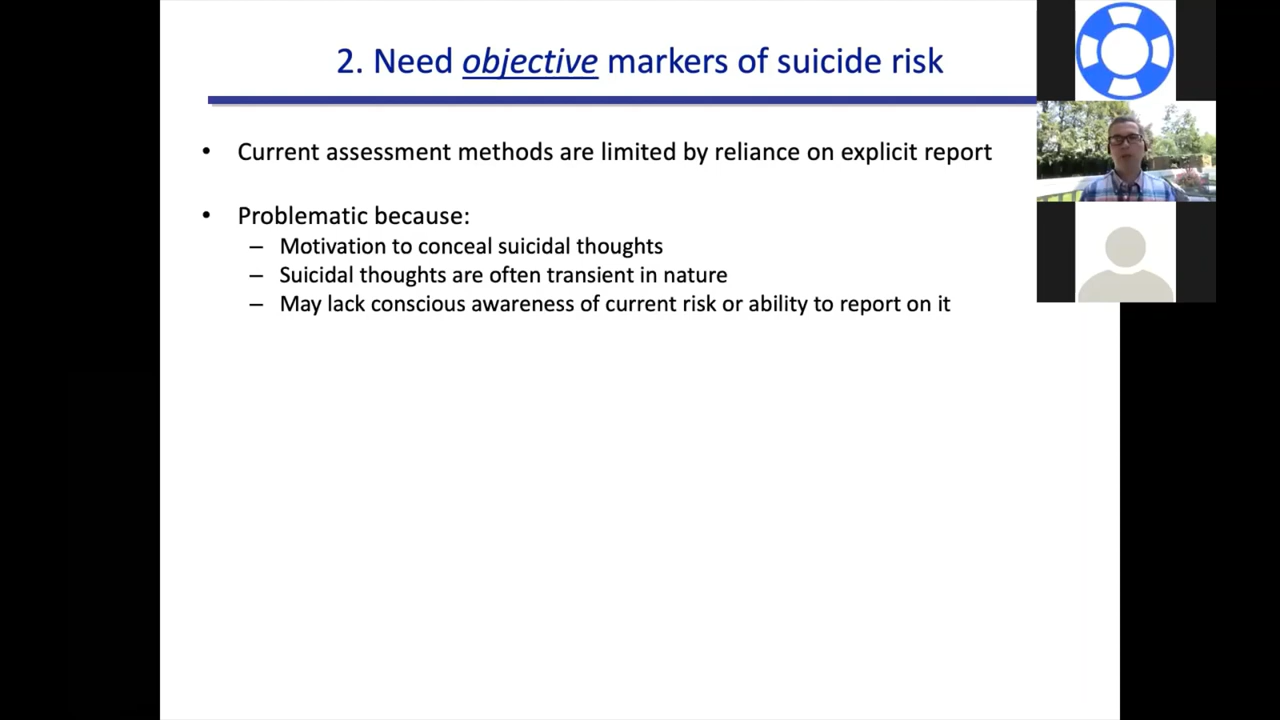 2. Need objective markers of suicide risk
• Current assessment methods are limited by reliance on explicit report
• Problematic because:
– Motivation to conceal suicidal thoughts
– Suicidal thoughts are often transient in nature
– May lack conscious awareness of current risk or ability to report on it